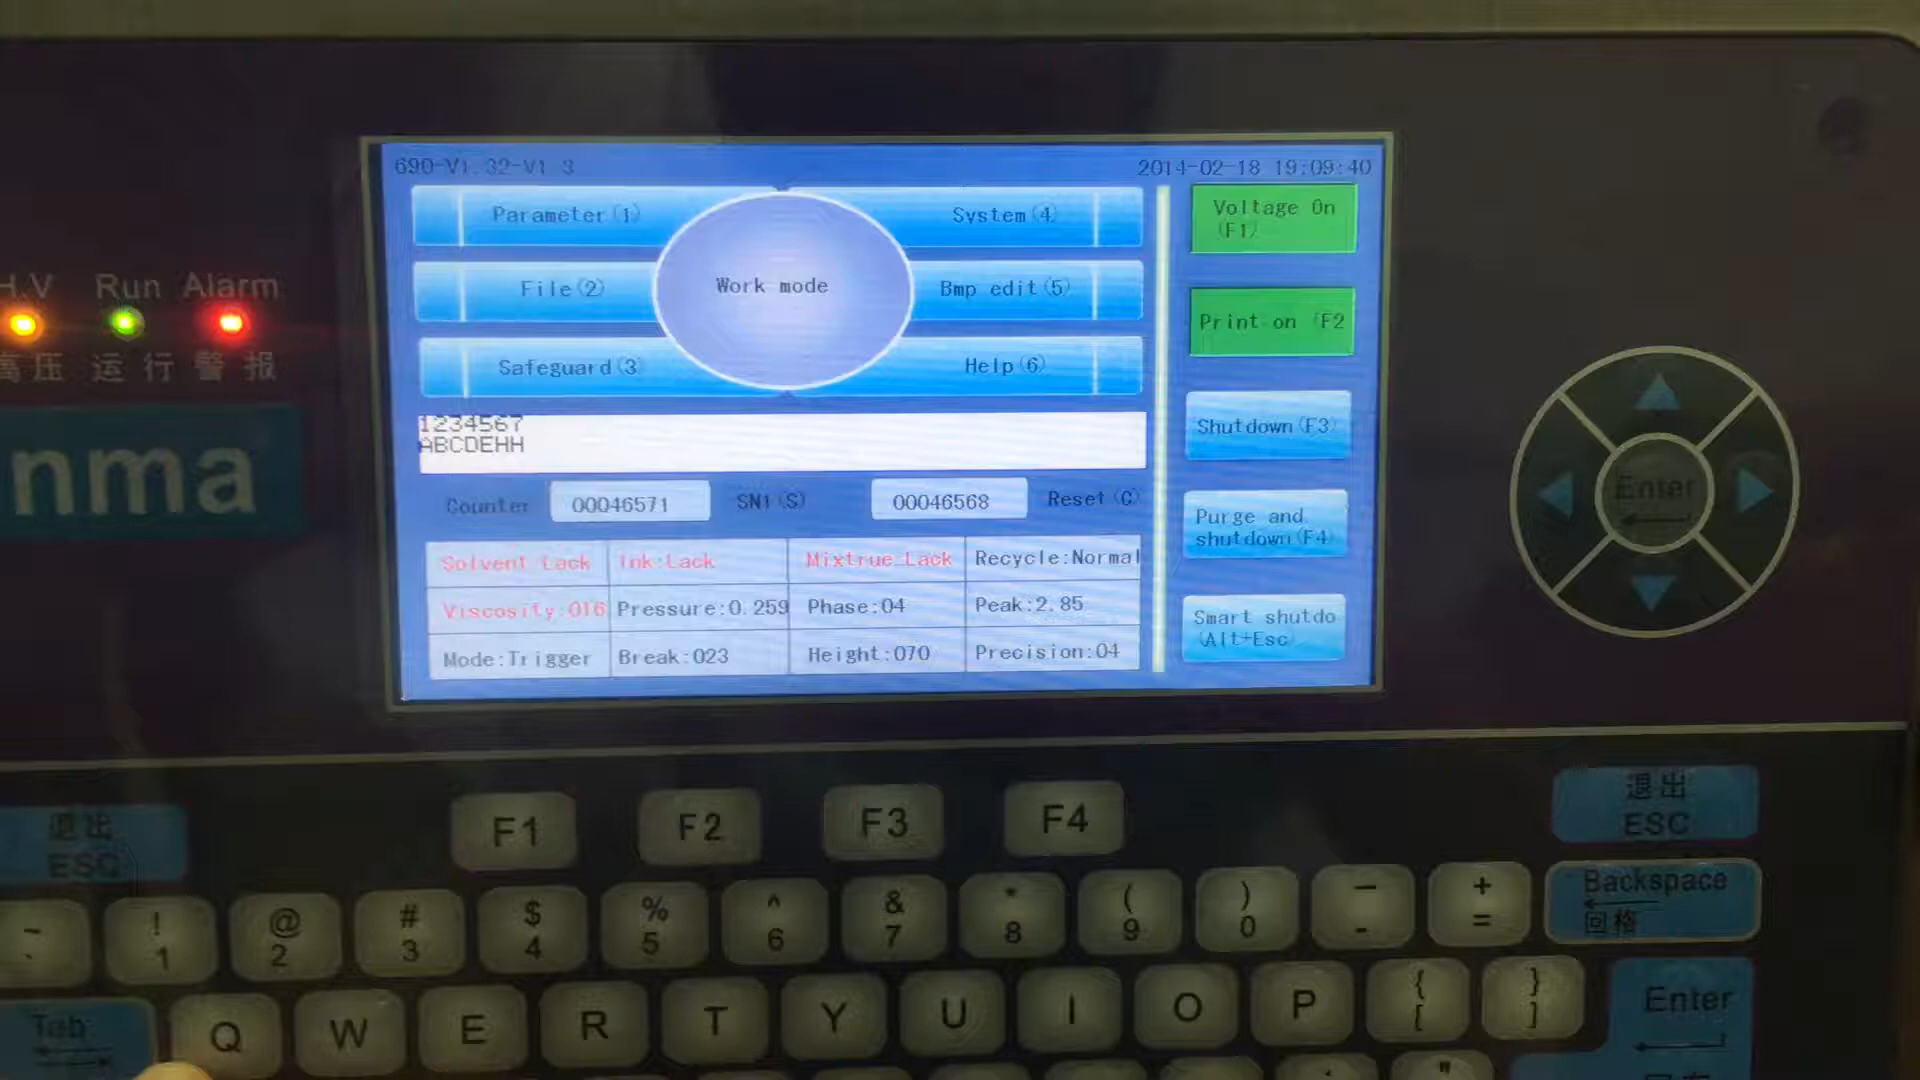 690-V1.32-V1.3
2014-02-18 19:09:40
Parameter(1)
System(4)
Voltage On
(F1)
File(2)
Work mode
Bmp edit(5)
Print on (F2
Safeguard(3)
Help(6)
Shutdown(F3)
1234567
ABCDEHH
Counter 00046571 SN1(S) 00046568 Reset(C)
Purge and
shutdown(F4)
Solvent Lack Ink:Lack Mixtrue Lack Recycle:Normal
Viscosity:016 Pressure:0.259 Phase:04 Peak:2.85
Mode:Trigger Break:023 Height:070 Precision:04
Smart shutdo
(Alt+Esc)
H.V Run Alarm
高压 运行 警报
nma
Enter
退出
ESC
F1 F2 F3 F4
退出
ESC
~ ! @ # $ % ^ & * ( ) — +
` 1 2 3 4 5 6 7 8 9 0 - =
Backspace
回格
Tab
Q W E R T Y U I O P
{ }
[ ]
Enter
"